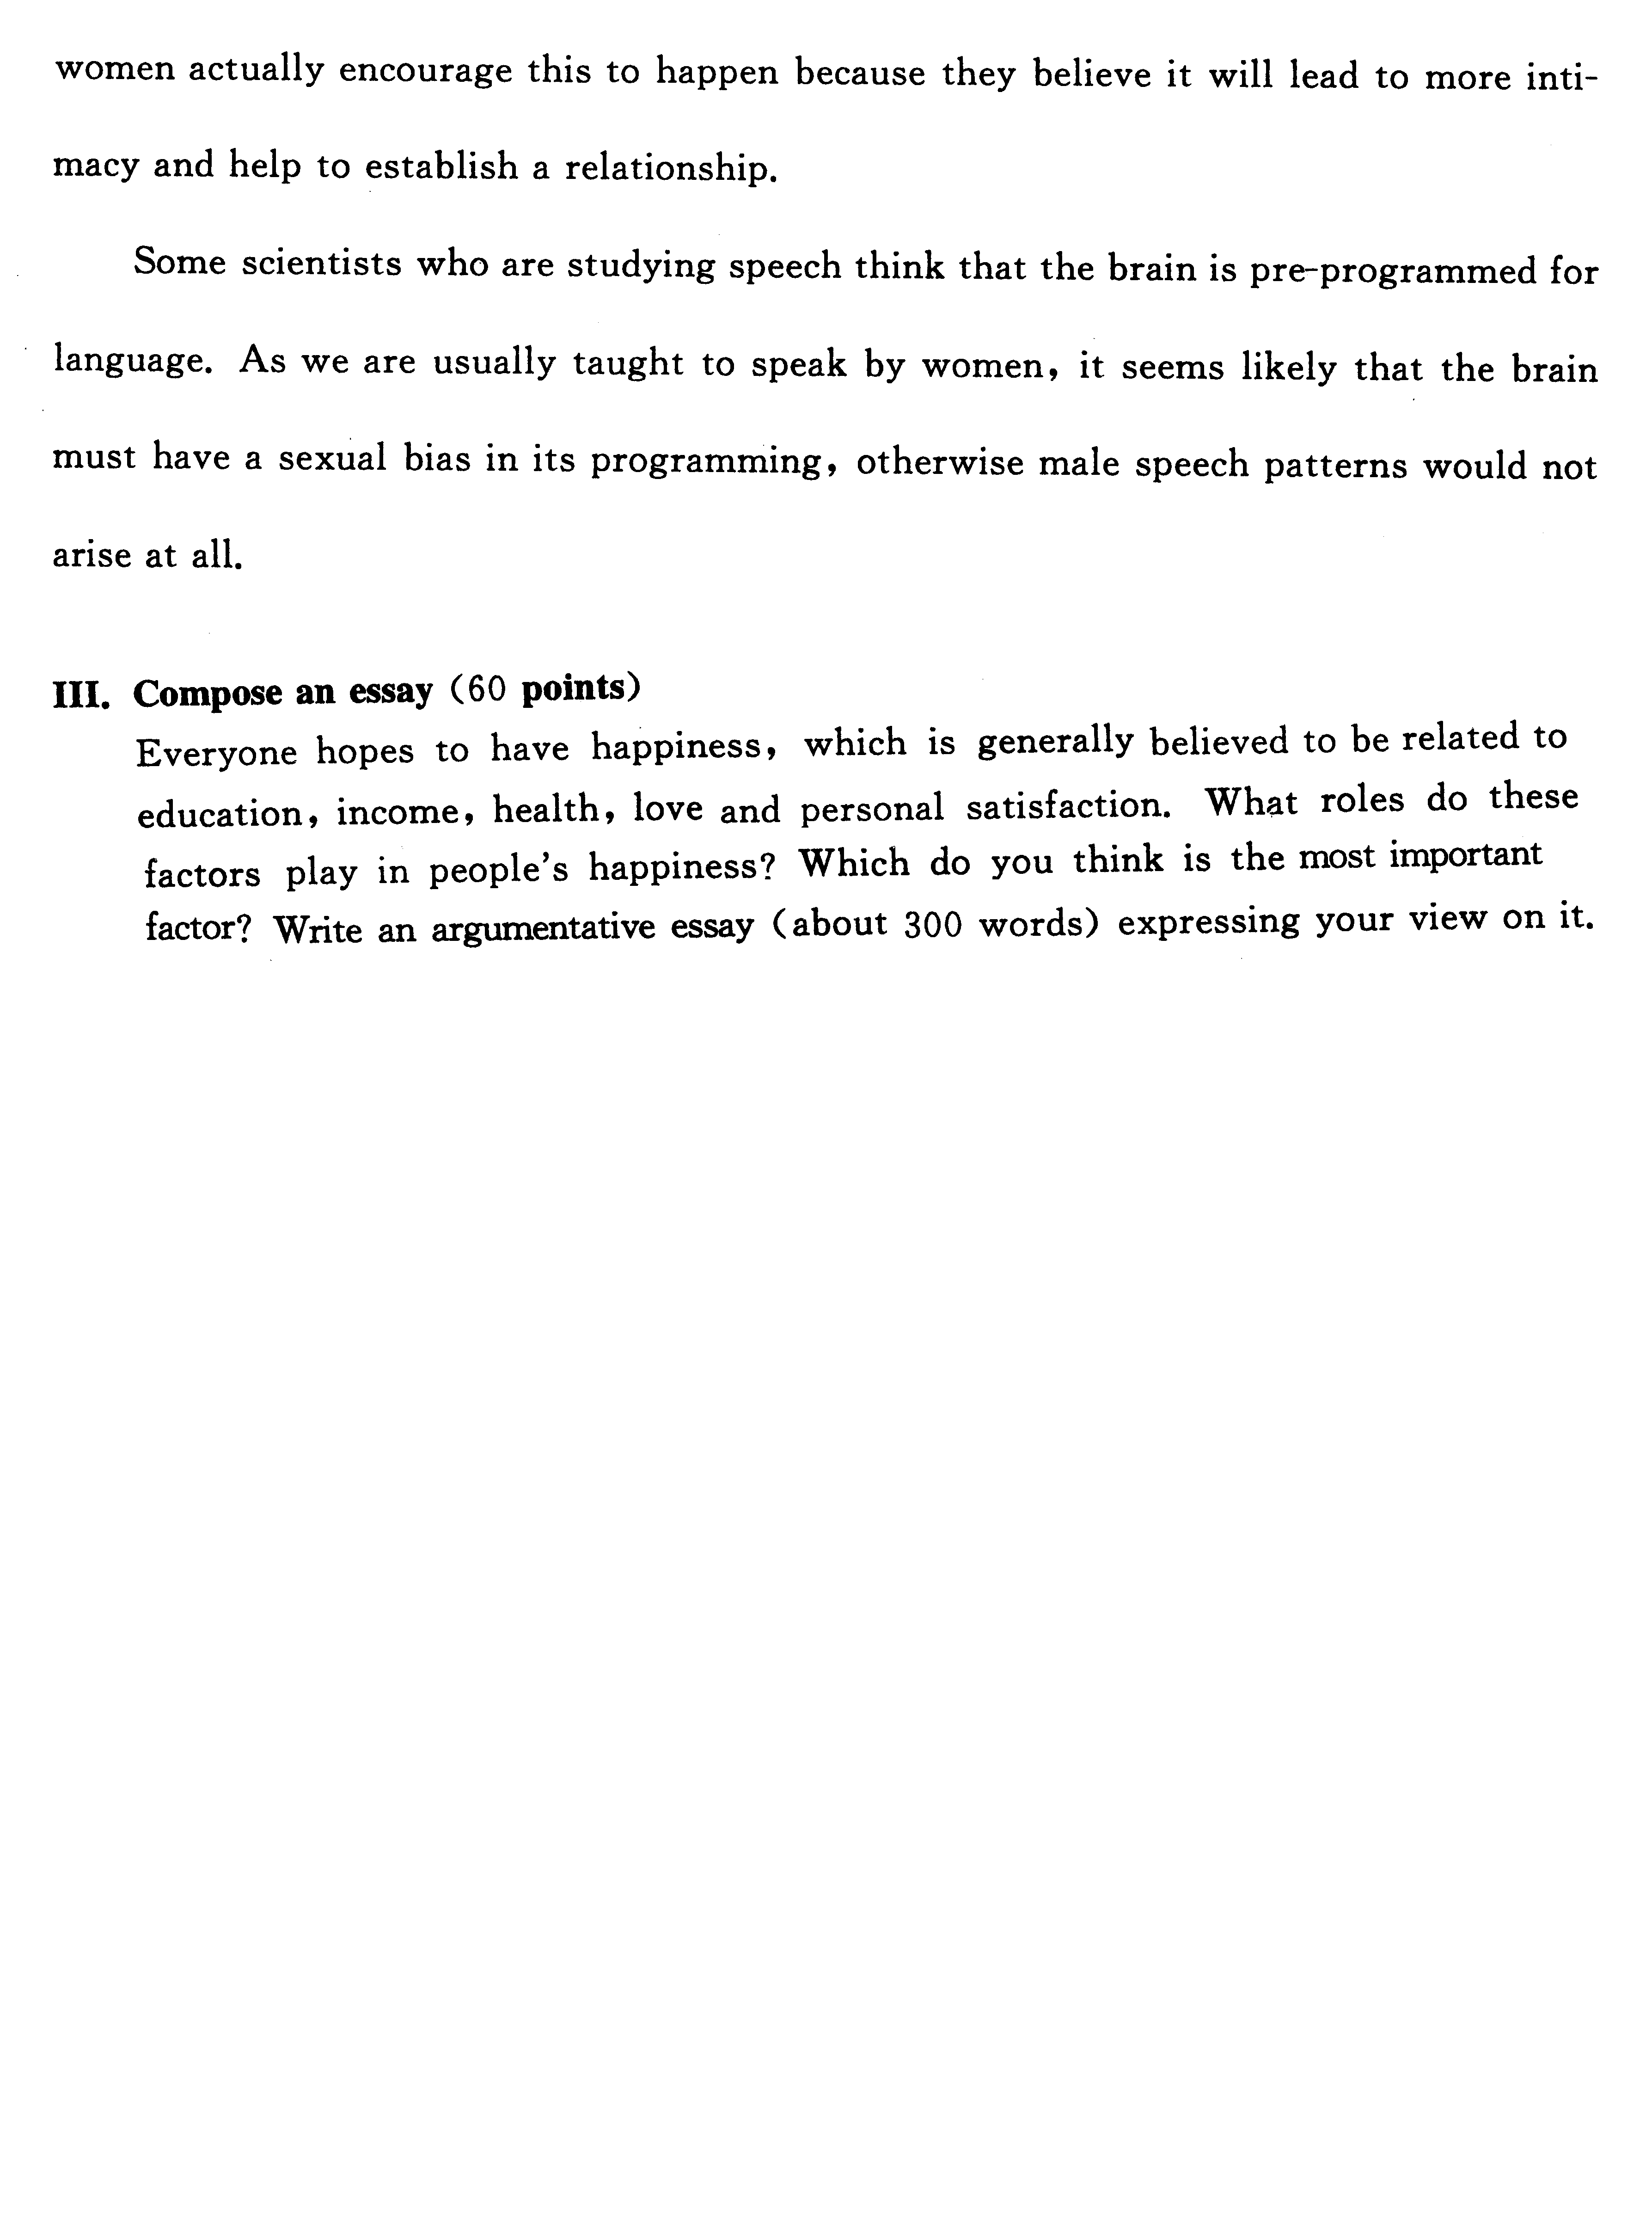 women actually encourage this to happen because they believe it will lead to more inti-
macy and help to establish a relationship.
Some scientists who are studying speech think that the brain is pre-programmed for
language. As we are usually taught to speak by women, it seems likely that the brain
must have a sexual bias in its programming, otherwise male speech patterns would not
arise at all.
III. Compose an essay (60 points)
Everyone hopes to have happiness, which is generally believed to be related to
education, income, health, love and personal satisfaction. What roles do these
factors play in people's happiness? Which do you think is the most important
factor? Write an argumentative essay (about 300 words) expressing your view on it.